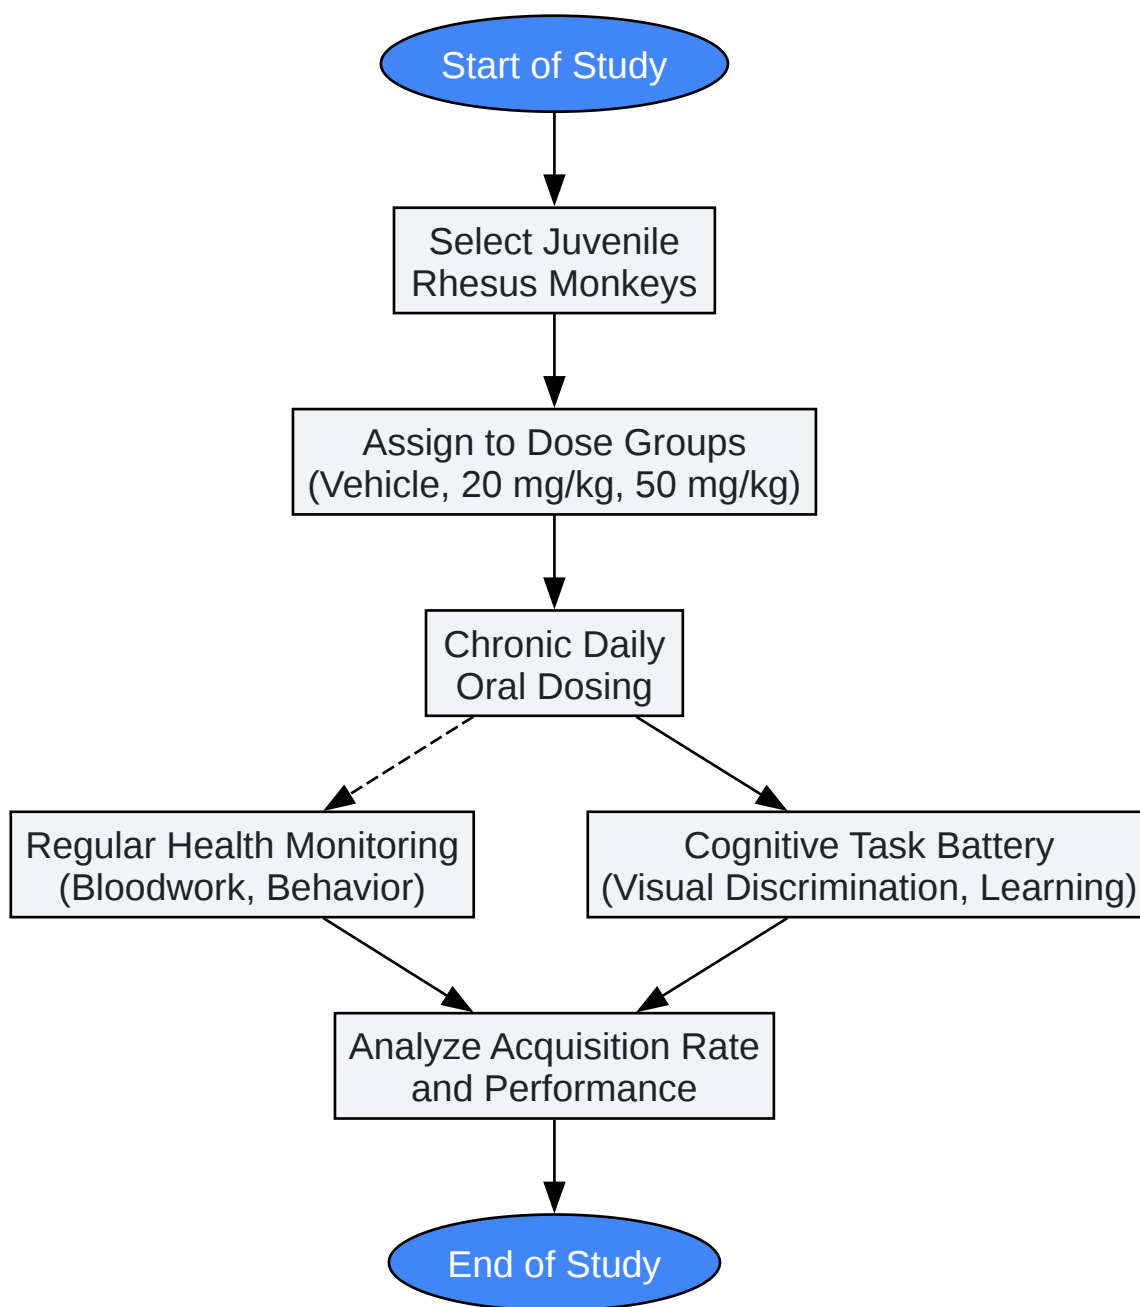 Start of Study
Select Juvenile
Rhesus Monkeys
Assign to Dose Groups
(Vehicle, 20 mg/kg, 50 mg/kg)
Chronic Daily
Oral Dosing
Regular Health Monitoring
(Bloodwork, Behavior)
Cognitive Task Battery
(Visual Discrimination, Learning)
Analyze Acquisition Rate
and Performance
End of Study